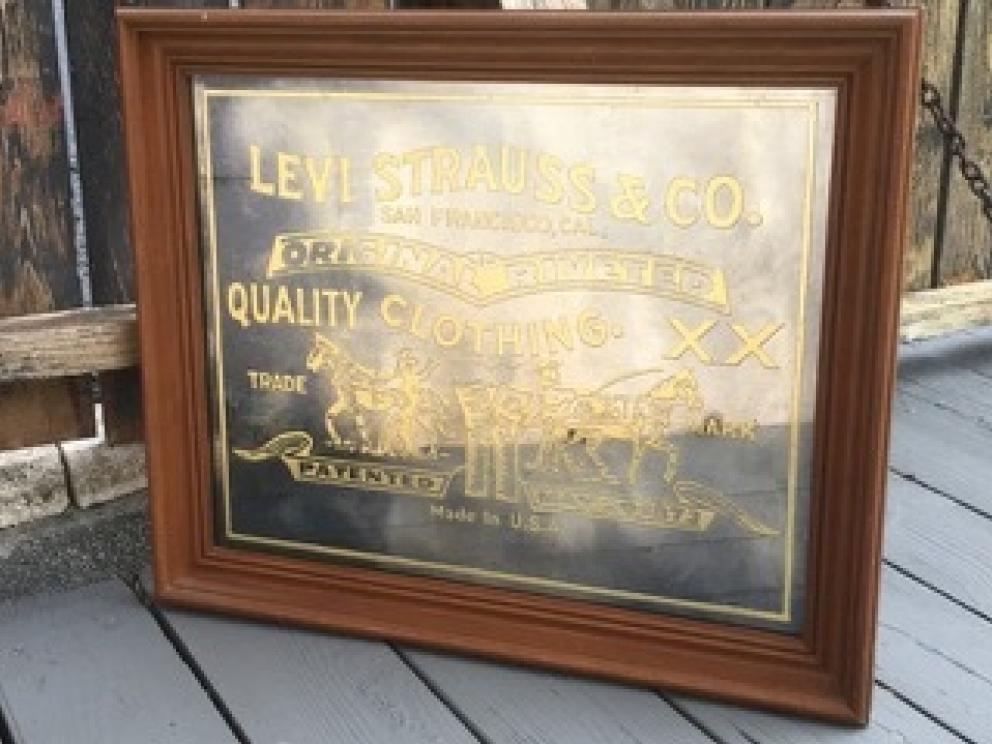 LEVI STRAUSS & CO.
SAN FRANCISCO, CAL.
ORIGINAL RIVETED
QUALITY CLOTHING. XX
TRADE MARK
PATENTED
Made in U.S.A.